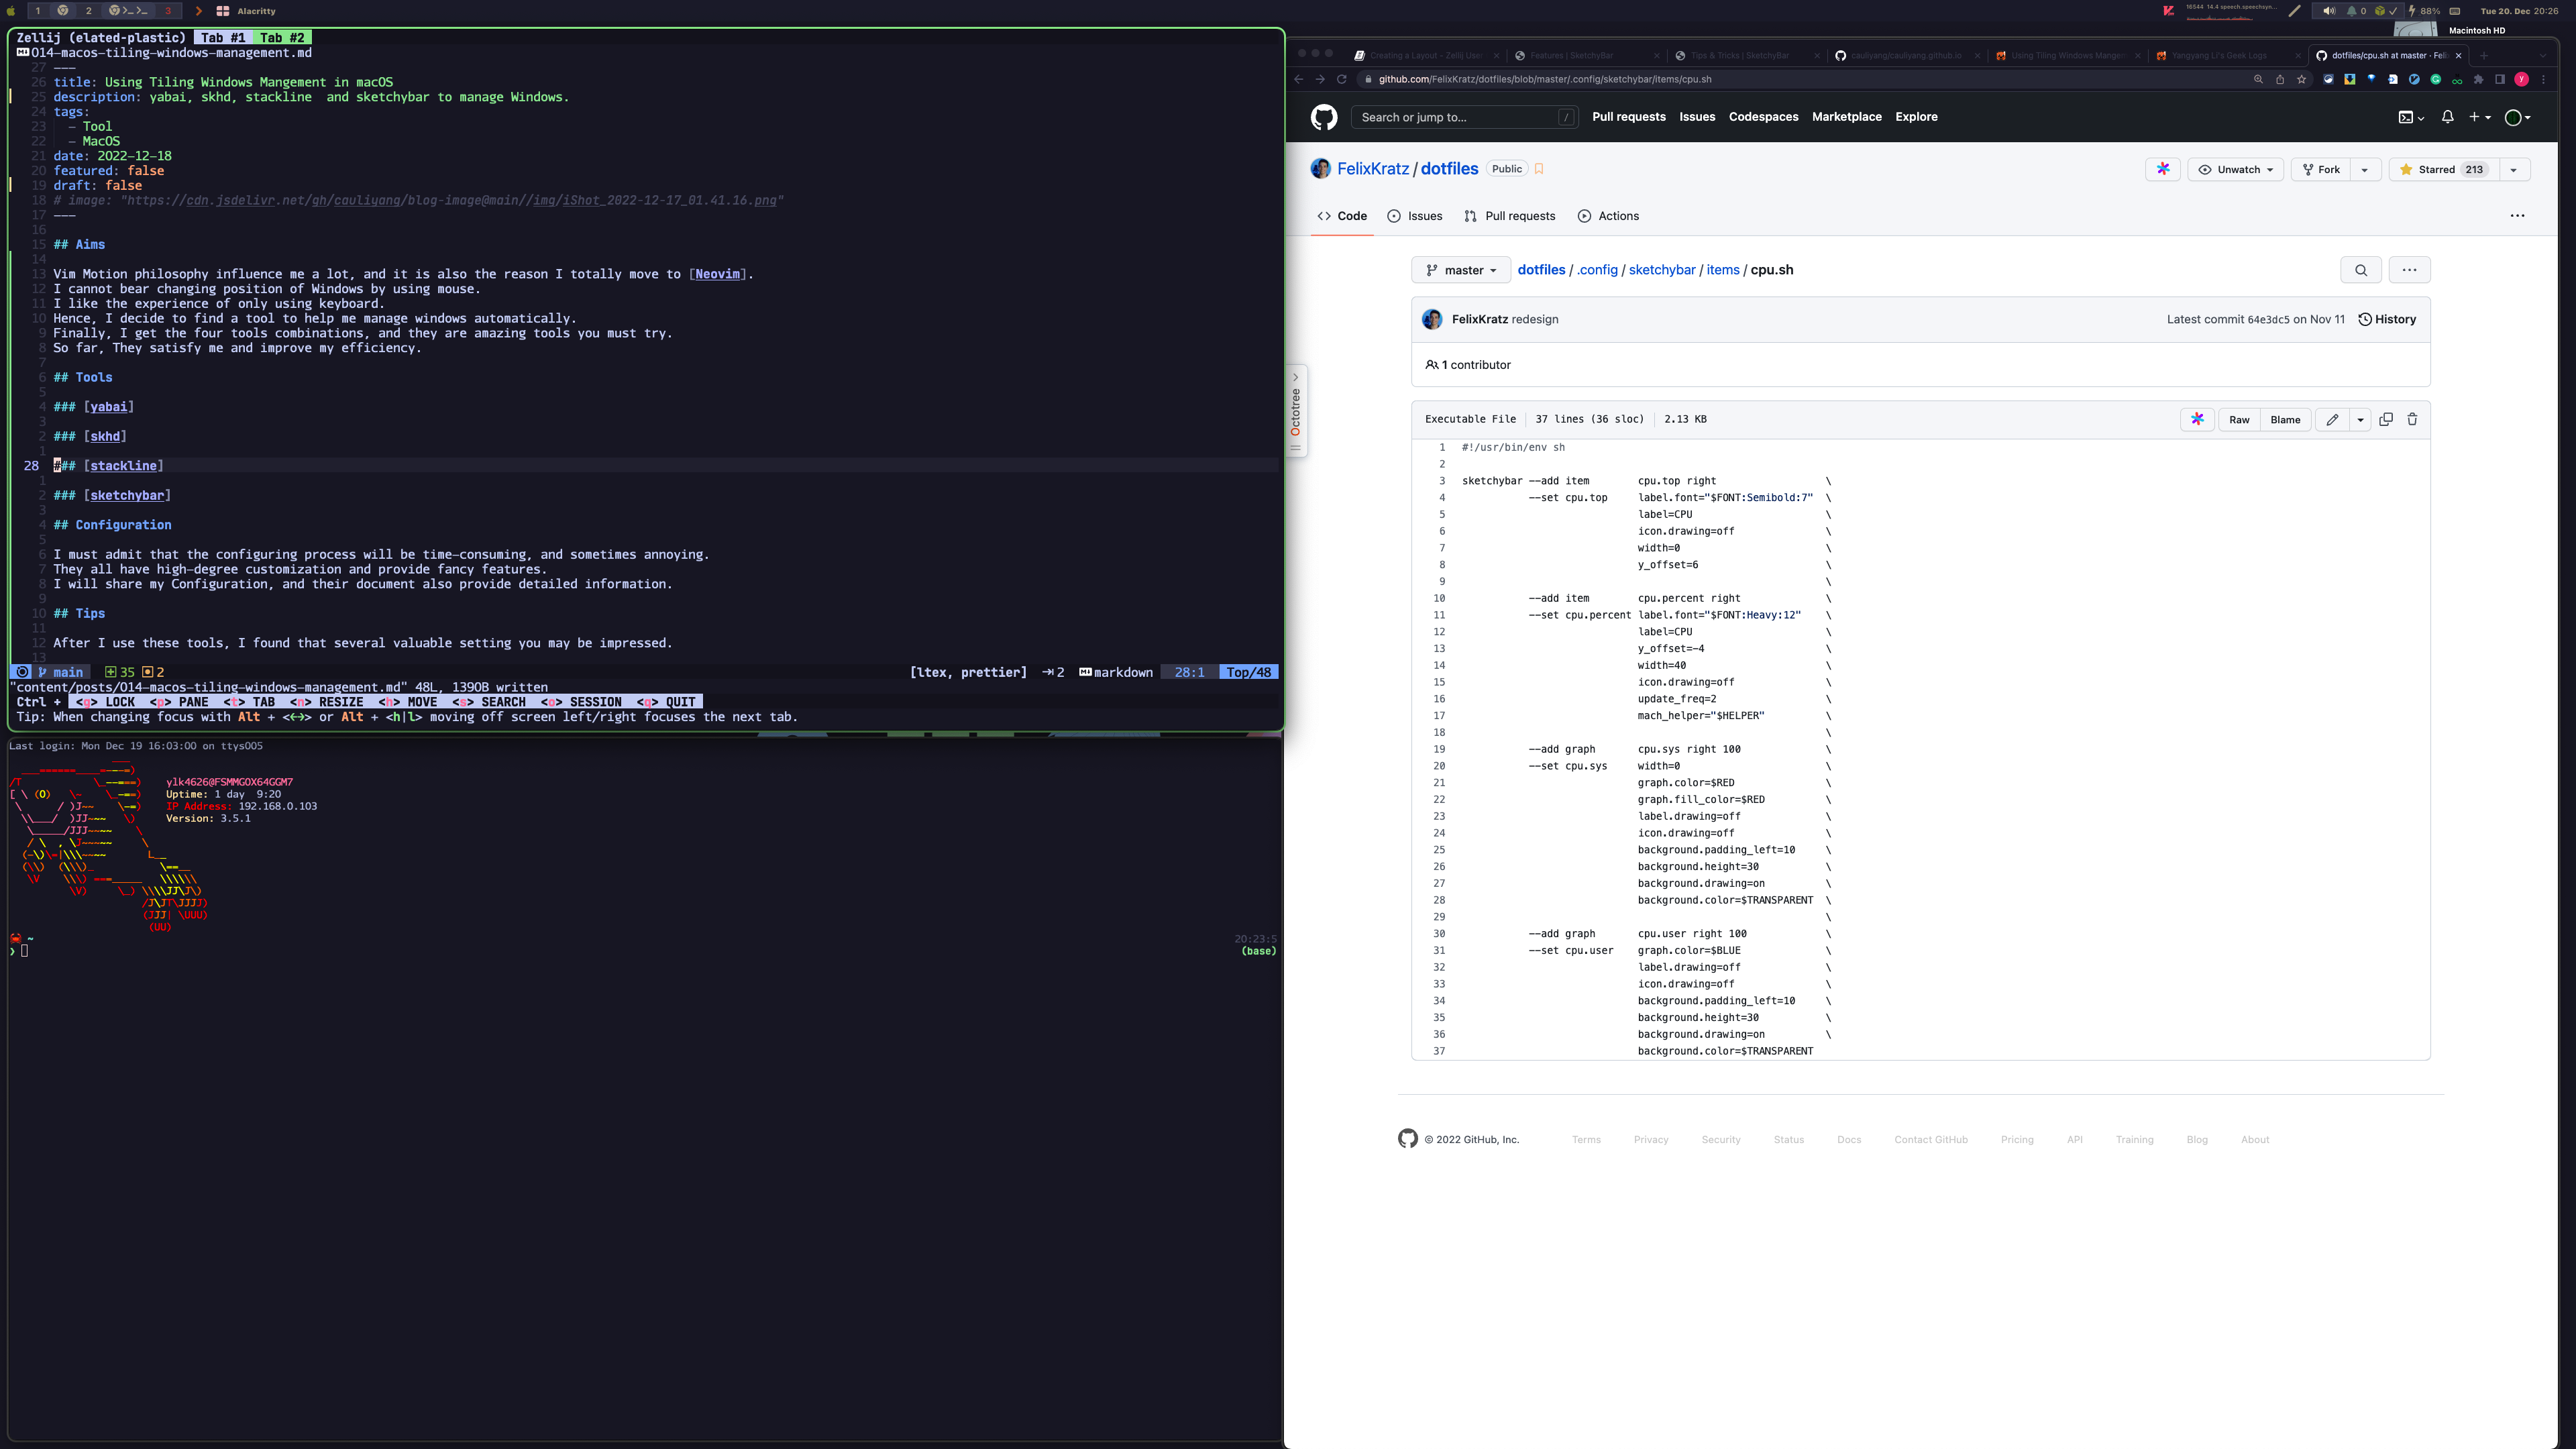 1 2 >_ >_ 3 Alacritty
16544 14.4 speech.speechsyn... 0 88% Tue 20. Dec 20:26
Macintosh HD
Zellij (elated-plastic) Tab #1 Tab #2
014-macos-tiling-windows-management.md
27 ---
26 title: Using Tiling Windows Mangement in macOS
25 description: yabai, skhd, stackline  and sketchybar to manage Windows.
24 tags:
23 - Tool
22 - MacOS
21 date: 2022-12-18
20 featured: false
19 draft: false
18 # image: "https://cdn.jsdelivr.net/gh/cauliyang/blog-image@main//img/iShot_2022-12-17_01.41.16.png"
17 ---
16
15 ## Aims
14
13 Vim Motion philosophy influence me a lot, and it is also the reason I totally move to [Neovim].
12 I cannot bear changing position of Windows by using mouse.
11 I like the experience of only using keyboard.
10 Hence, I decide to find a tool to help me manage windows automatically.
9 Finally, I get the four tools combinations, and they are amazing tools you must try.
8 So far, They satisfy me and improve my efficiency.
7
6 ## Tools
5
4 ### [yabai]
3
2 ### [skhd]
1
28 ### [stackline]
1
2 ### [sketchybar]
3
4 ## Configuration
5
6 I must admit that the configuring process will be time-consuming, and sometimes annoying.
7 They all have high-degree customization and provide fancy features.
8 I will share my Configuration, and their document also provide detailed information.
9
10 ## Tips
11
12 After I use these tools, I found that several valuable setting you may be impressed.
13
main 35 2 [ltex, prettier] 2 markdown 28:1 Top/48
"content/posts/014-macos-tiling-windows-management.md" 48L, 1390B written
Ctrl + <g> LOCK <p> PANE <t> TAB <n> RESIZE <h> MOVE <s> SEARCH <o> SESSION <q> QUIT
Tip: When changing focus with Alt + <←→> or Alt + <h|l> moving off screen left/right focuses the next tab.
Last login: Mon Dec 19 16:03:00 on ttys005
ylk4626@FSMMGOX64GGM7
Uptime: 1 day  9:20
IP Address: 192.168.0.103
Version: 3.5.1
~ 20:23:5
❯ (base)
Creating a Layout - Zellij User Features | SketchyBar Tips & Tricks | SketchyBar cauliyang/cauliyang.github.io Using Tiling Windows Mangem Yangyang Li's Geek Logs dotfiles/cpu.sh at master · Feli
github.com/FelixKratz/dotfiles/blob/master/.config/sketchybar/items/cpu.sh
Search or jump to... / Pull requests Issues Codespaces Marketplace Explore
FelixKratz / dotfiles Public Unwatch Fork Starred 213
Code Issues Pull requests Actions
master dotfiles / .config / sketchybar / items / cpu.sh
FelixKratz redesign Latest commit 64e3dc5 on Nov 11 History
1 contributor
Octotree
Executable File 37 lines (36 sloc) 2.13 KB Raw Blame
1 #!/usr/bin/env sh
2
3 sketchybar --add item cpu.top right \
4 --set cpu.top label.font="$FONT:Semibold:7" \
5 label=CPU \
6 icon.drawing=off \
7 width=0 \
8 y_offset=6 \
9 \
10 --add item cpu.percent right \
11 --set cpu.percent label.font="$FONT:Heavy:12" \
12 label=CPU \
13 y_offset=-4 \
14 width=40 \
15 icon.drawing=off \
16 update_freq=2 \
17 mach_helper="$HELPER" \
18 \
19 --add graph cpu.sys right 100 \
20 --set cpu.sys width=0 \
21 graph.color=$RED \
22 graph.fill_color=$RED \
23 label.drawing=off \
24 icon.drawing=off \
25 background.padding_left=10 \
26 background.height=30 \
27 background.drawing=on \
28 background.color=$TRANSPARENT \
29 \
30 --add graph cpu.user right 100 \
31 --set cpu.user graph.color=$BLUE \
32 label.drawing=off \
33 icon.drawing=off \
34 background.padding_left=10 \
35 background.height=30 \
36 background.drawing=on \
37 background.color=$TRANSPARENT
© 2022 GitHub, Inc. Terms Privacy Security Status Docs Contact GitHub Pricing API Training Blog About